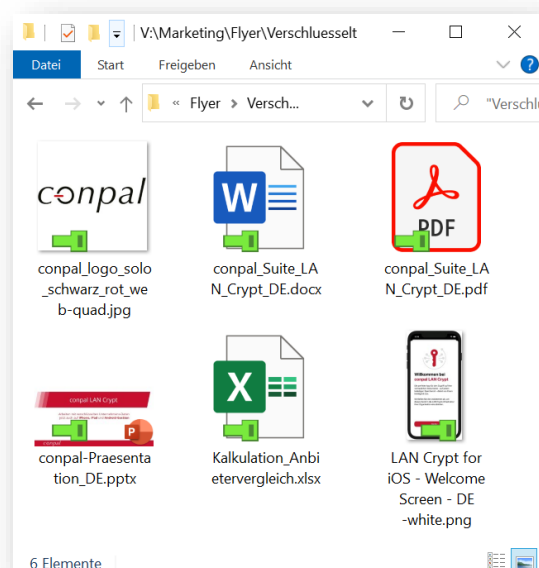 V:\Marketing\Flyer\Verschluesselt
Datei Start Freigeben Ansicht
« Flyer > Versch...
"Verschlu
conpal
PDF
conpal_logo_solo
_schwarz_rot_we
b-quad.jpg
conpal_Suite_LA
N_Crypt_DE.docx
conpal_Suite_LA
N_Crypt_DE.pdf
conpal LAN Crypt
Willkommen bei
conpal LAN Crypt
conpal-Praesenta
tion_DE.pptx
Kalkulation_Anbi
etervergleich.xlsx
LAN Crypt for
iOS - Welcome
Screen - DE
-white.png
6 Elemente